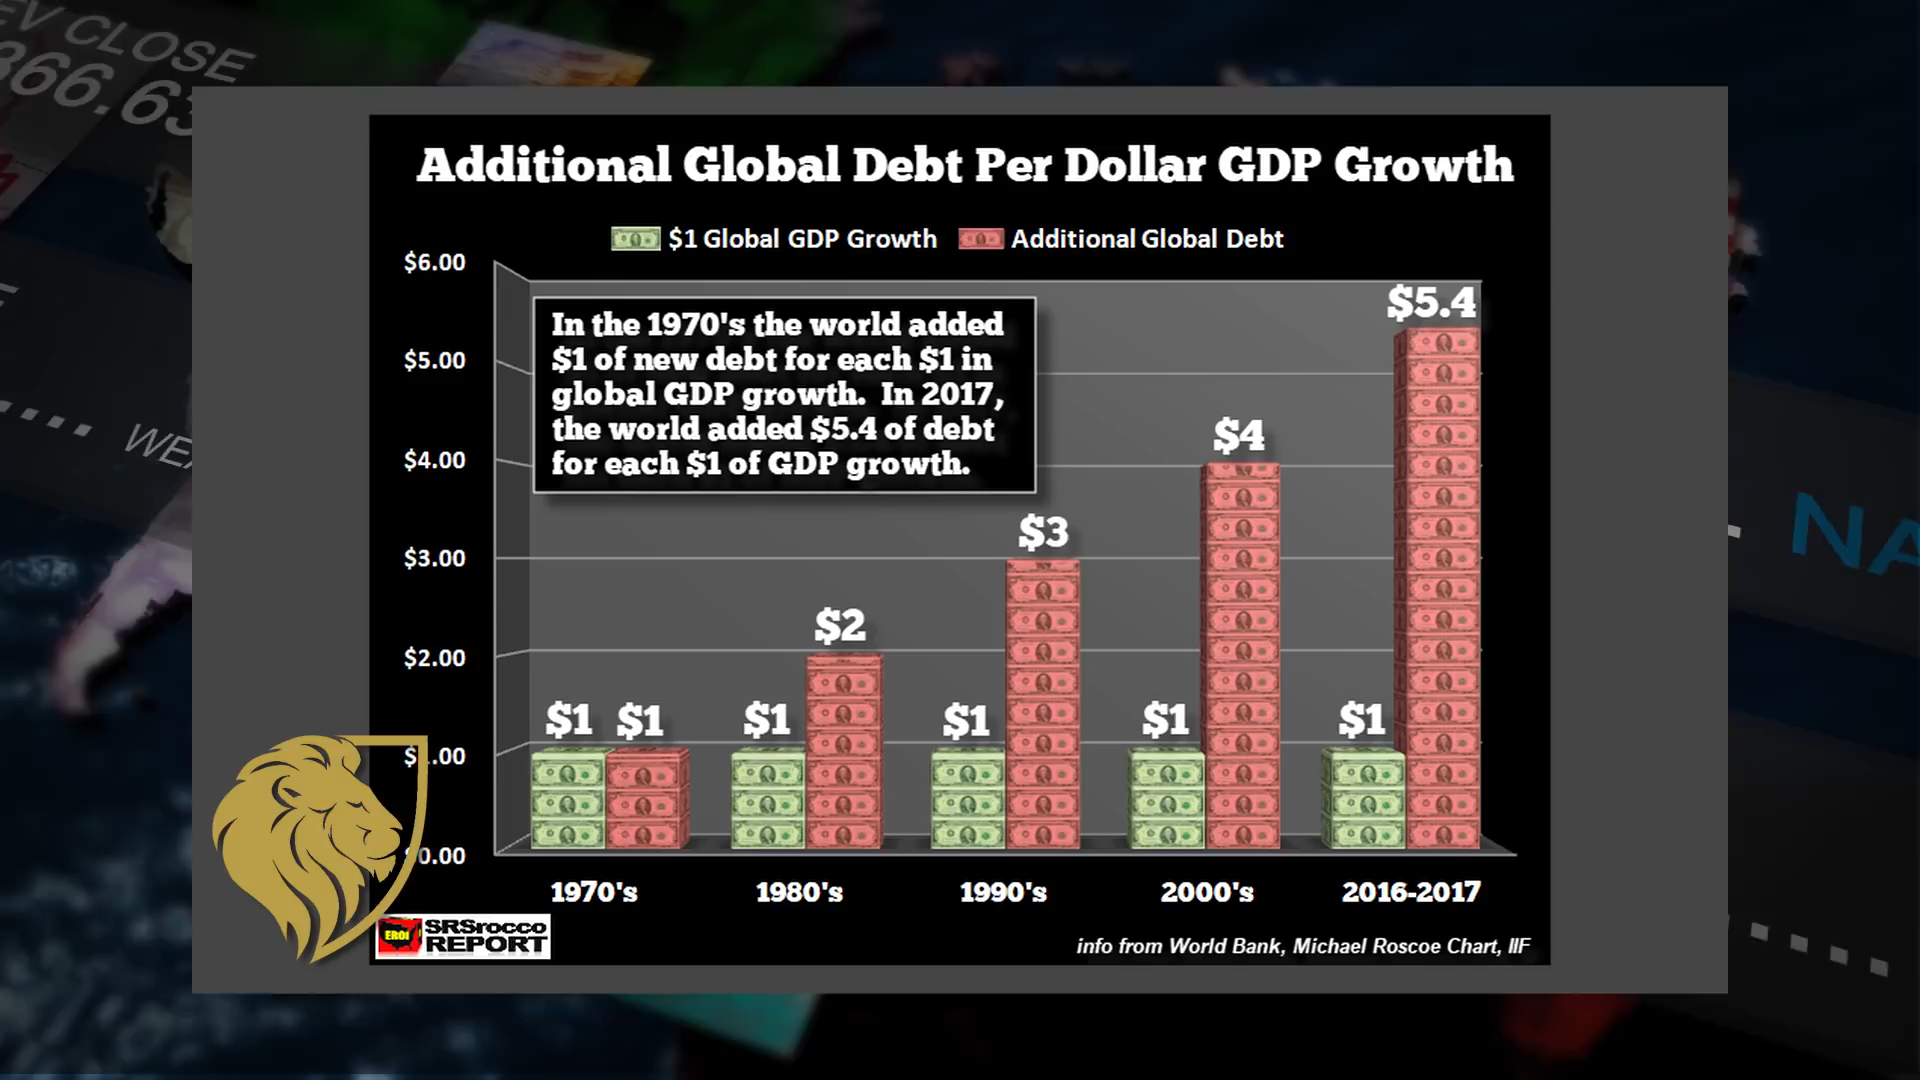 EV CLOSE
366.63
Additional Global Debt Per Dollar GDP Growth
$1 Global GDP Growth
Additional Global Debt
$6.00
$5.00
$4.00
$3.00
$2.00
$1.00
$0.00
In the 1970's the world added
$1 of new debt for each $1 in
global GDP growth. In 2017,
the world added $5.4 of debt
for each $1 of GDP growth.
$1
$1
$1
$2
$1
$3
$1
$4
$1
$5.4
1970's
1980's
1990's
2000's
2016-2017
EROI
SRSrocco
REPORT
info from World Bank, Michael Roscoe Chart, IIF
WE
NA